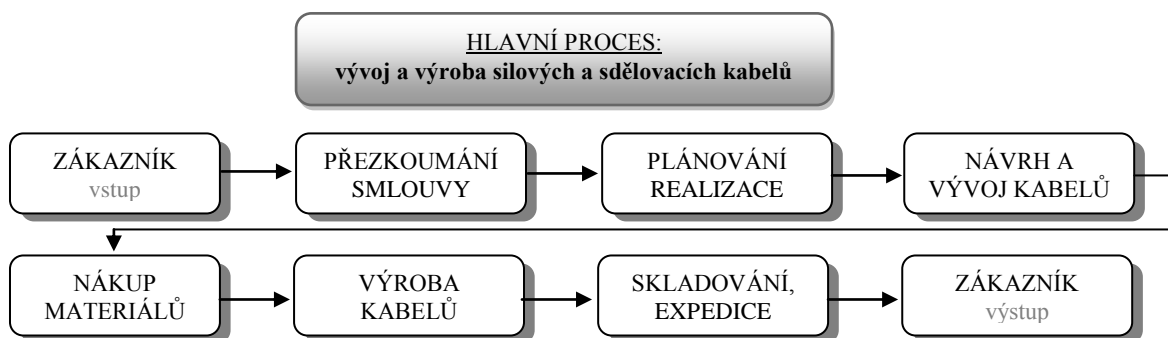 HLAVNÍ PROCES:
vývoj a výroba silových a sdělovacích kabelů
ZÁKAZNÍK
vstup
PŘEZKOUMÁNÍ
SMLOUVY
PLÁNOVÁNÍ
REALIZACE
NÁVRH A
VÝVOJ KABELŮ
NÁKUP
MATERIÁLŮ
VÝROBA
KABELŮ
SKLADOVÁNÍ,
EXPEDICE
ZÁKAZNÍK
výstup